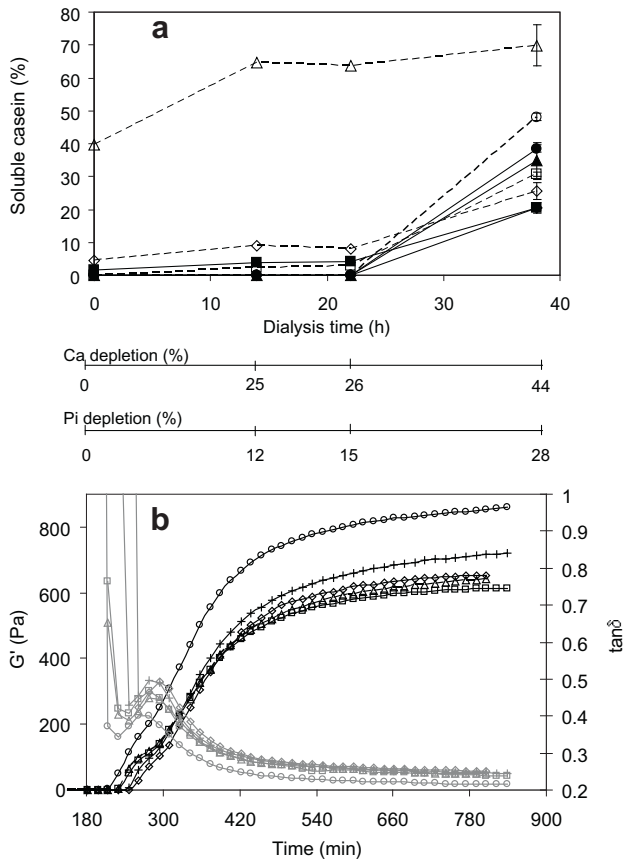 a
80
70
60
50
40
30
20
10
0
Soluble casein (%)
0 10 20 30 40
Dialysis time (h)
Ca depletion (%)
0 25 26 44
Pi depletion (%)
0 12 15 28
b
800
600
400
200
0
G' (Pa)
1
0.9
0.8
0.7
0.6
0.5
0.4
0.3
0.2
tanδ
180 300 420 540 660 780 900
Time (min)